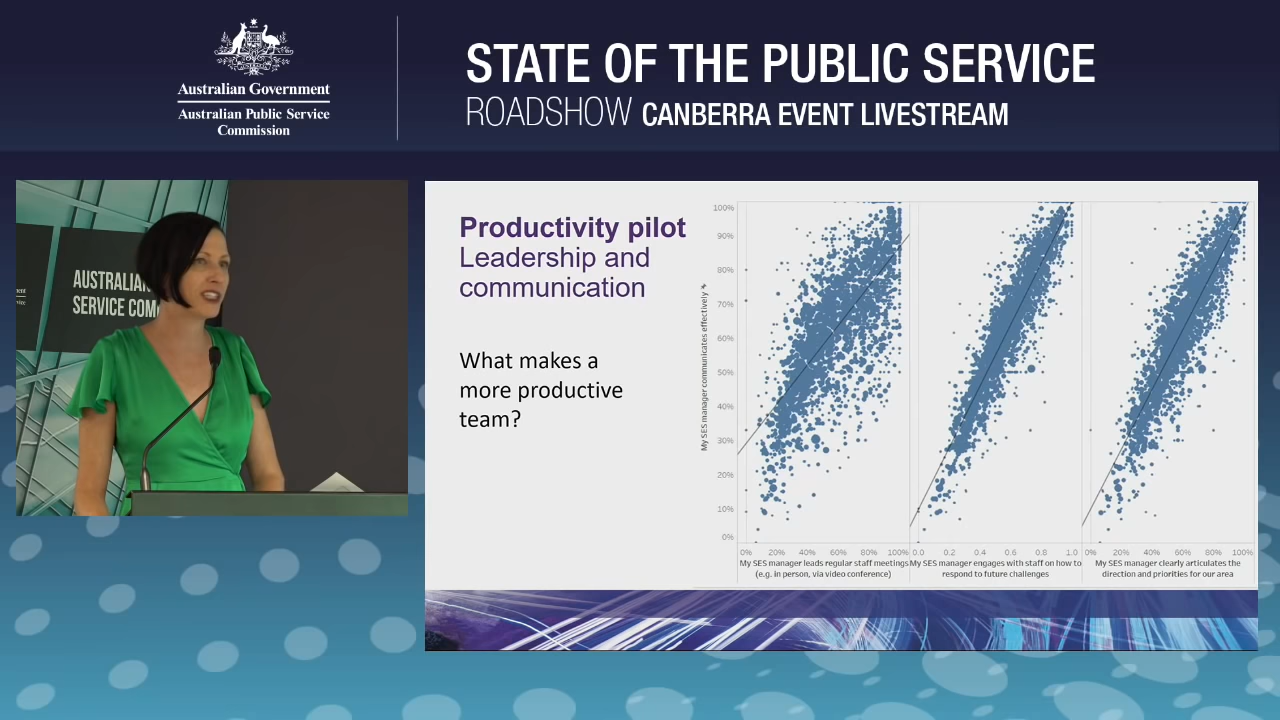 Australian Government
Australian Public Service
Commission
STATE OF THE PUBLIC SERVICE
ROADSHOW CANBERRA EVENT LIVESTREAM
AUSTRALIAN
SERVICE COM
Productivity pilot
Leadership and
communication
What makes a
more productive
team?
My SES manager communicates effectively %
100%
90%
80%
70%
60%
50%
40%
30%
20%
10%
0%
0% 20% 40% 60% 80% 100%
My SES manager leads regular staff meetings
(e.g. in person, via video conference)
0.0 0.2 0.4 0.6 0.8 1.0
My SES manager engages with staff on how to
respond to future challenges
0% 20% 40% 60% 80% 100%
My SES manager clearly articulates the
direction and priorities for our area